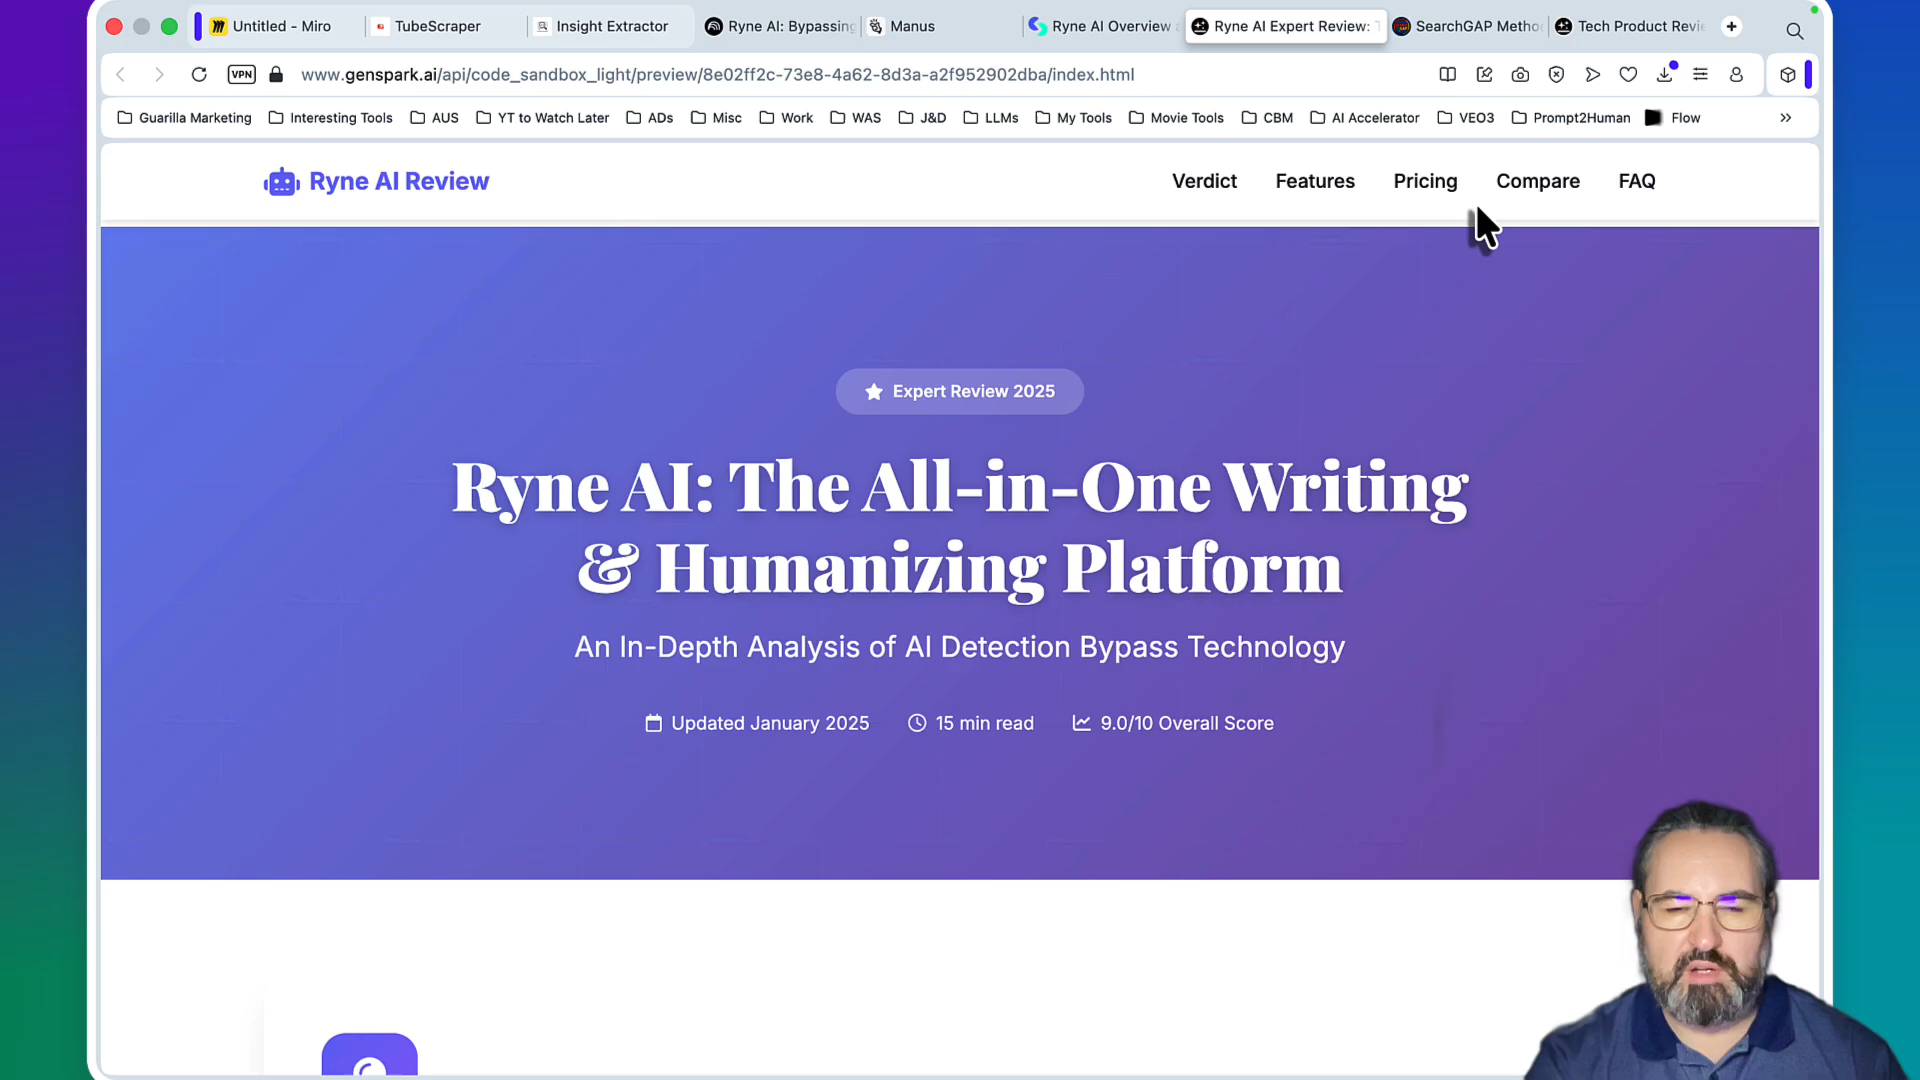 Untitled - Miro
TubeScraper
Insight Extractor
Ryne AI: Bypassing
Manus
Ryne AI Overview
Ryne AI Expert Review:
SearchGAP Metho
Tech Product Revi
VPN
www.genspark.ai/api/code_sandbox_light/preview/8e02ff2c-73e8-4a62-8d3a-a2f952902dba/index.html
Guarilla Marketing
Interesting Tools
AUS
YT to Watch Later
ADs
Misc
Work
WAS
J&D
LLMs
My Tools
Movie Tools
CBM
AI Accelerator
VEO3
Prompt2Human
Flow
Ryne AI Review
Verdict
Features
Pricing
Compare
FAQ
Expert Review 2025
Ryne AI: The All-in-One Writing
& Humanizing Platform
An In-Depth Analysis of AI Detection Bypass Technology
Updated January 2025
15 min read
9.0/10 Overall Score